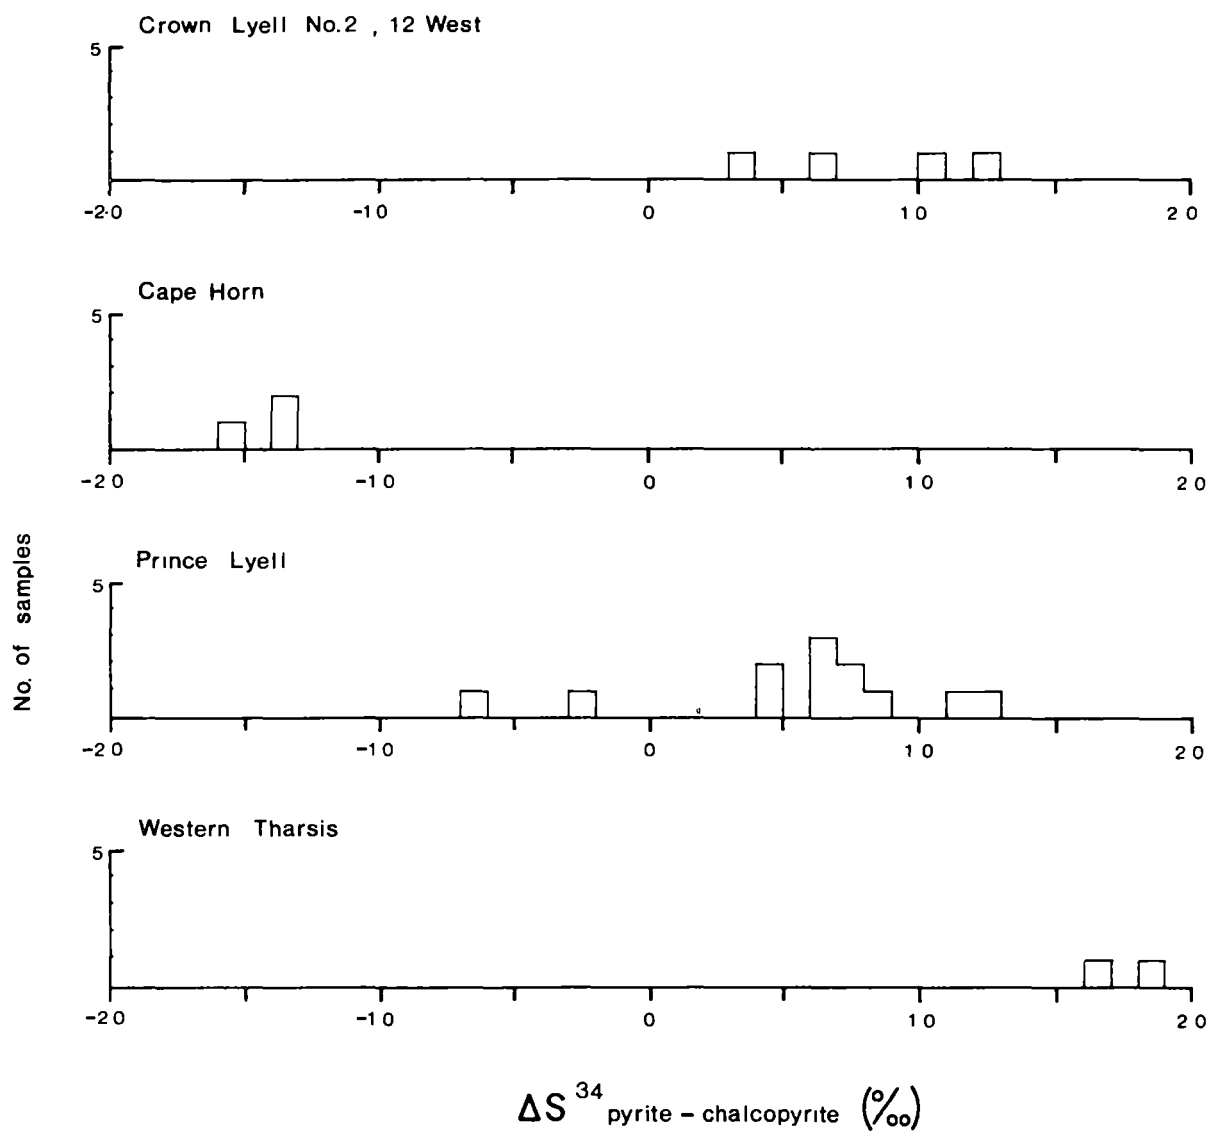 Crown Lyell No.2 , 12 West
5
-2·0 -1 0 0 1 0 2 0
Cape Horn
5
-2 0 -1 0 0 1 0 2 0
Prince Lyell
5
-2 0 -1 0 0 1 0 2 0
Western Tharsis
5
-2 0 -1 0 0 1 0 2 0
No. of samples
ΔS³⁴ pyrite – chalcopyrite (‰)